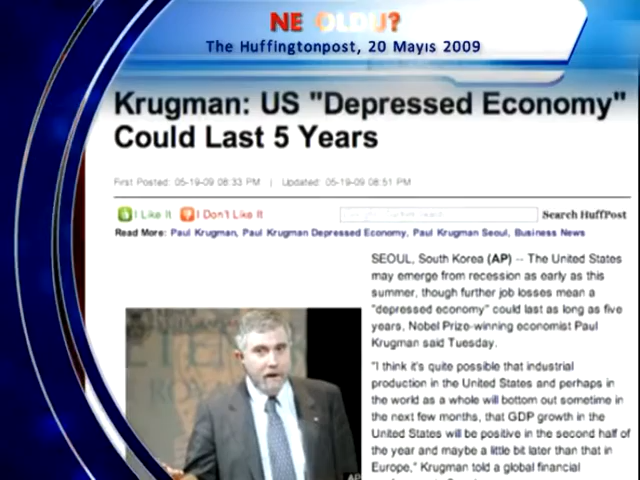 NE OLDU?
The Huffingtonpost, 20 Mayıs 2009
Krugman: US "Depressed Economy"
Could Last 5 Years
First Posted: 05-19-09 08:33 PM | Updated: 05-19-09 08:51 PM
I Like It I Don't Like It
Search HuffPost
Read More: Paul Krugman, Paul Krugman Depressed Economy, Paul Krugman Seoul, Business News
SEOUL, South Korea (AP) -- The United States
may emerge from recession as early as this
summer, though further job losses mean a
"depressed economy" could last as long as five
years, Nobel Prize-winning economist Paul
Krugman said Tuesday.
"I think it's quite possible that industrial
production in the United States and perhaps in
the world as a whole will bottom out sometime in
the next few months, that GDP growth in the
United States will be positive in the second half of
the year and maybe a little bit later than that in
Europe," Krugman told a global financial
AP